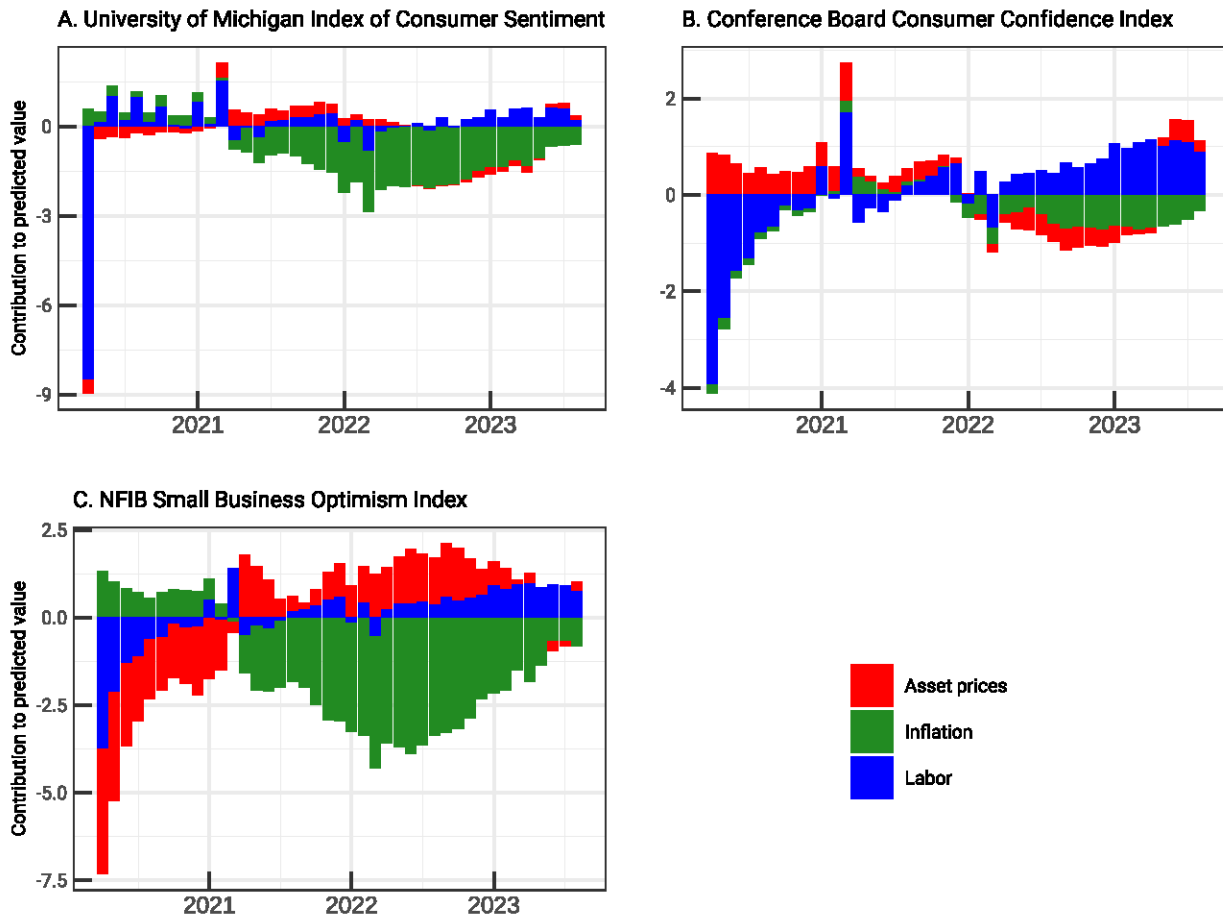 A. University of Michigan Index of Consumer Sentiment
Contribution to predicted value
0
-3
-6
-9
2021
2022
2023
B. Conference Board Consumer Confidence Index
2
0
-2
-4
2021
2022
2023
C. NFIB Small Business Optimism Index
Contribution to predicted value
2.5
0.0
-2.5
-5.0
-7.5
2021
2022
2023
Asset prices
Inflation
Labor